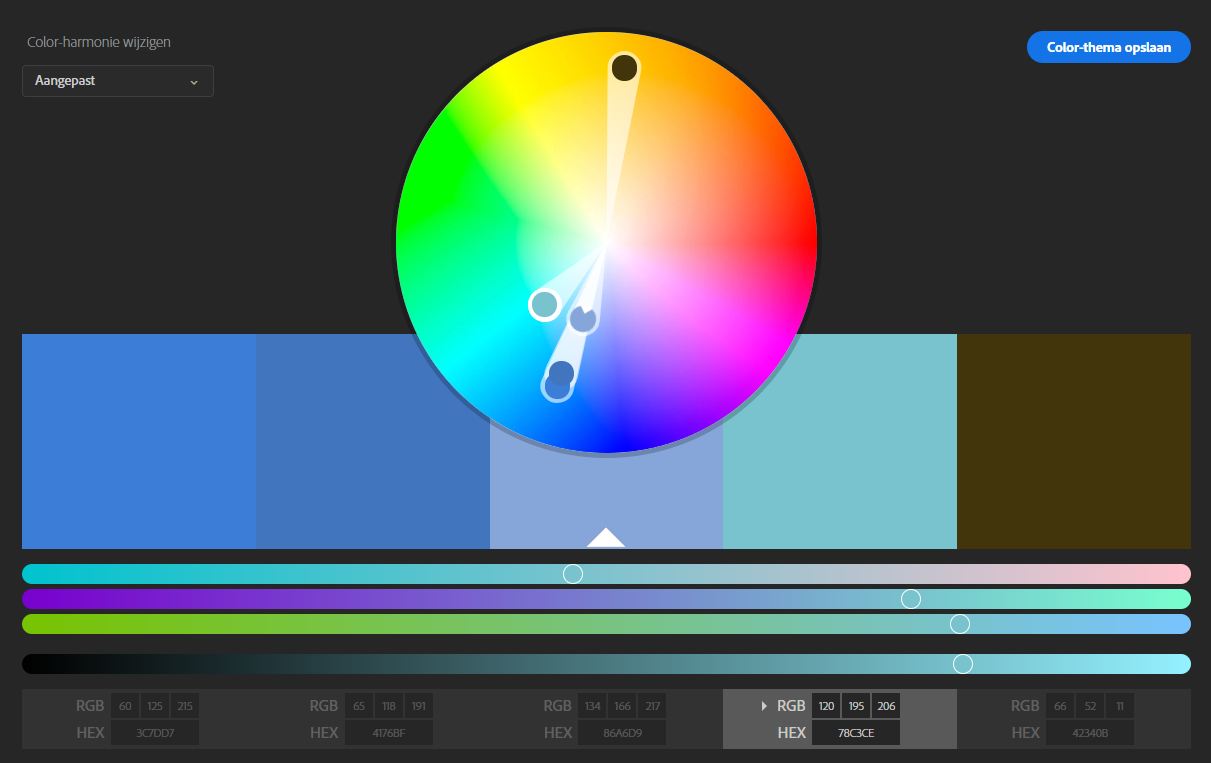 Color-harmonie wijzigen
Color-thema opslaan
Aangepast
RGB 60 125 215
HEX 3C7DD7
RGB 65 118 191
HEX 4176BF
RGB 134 166 217
HEX 86A6D9
RGB 120 195 206
HEX 78C3CE
RGB 66 52 11
HEX 42340B